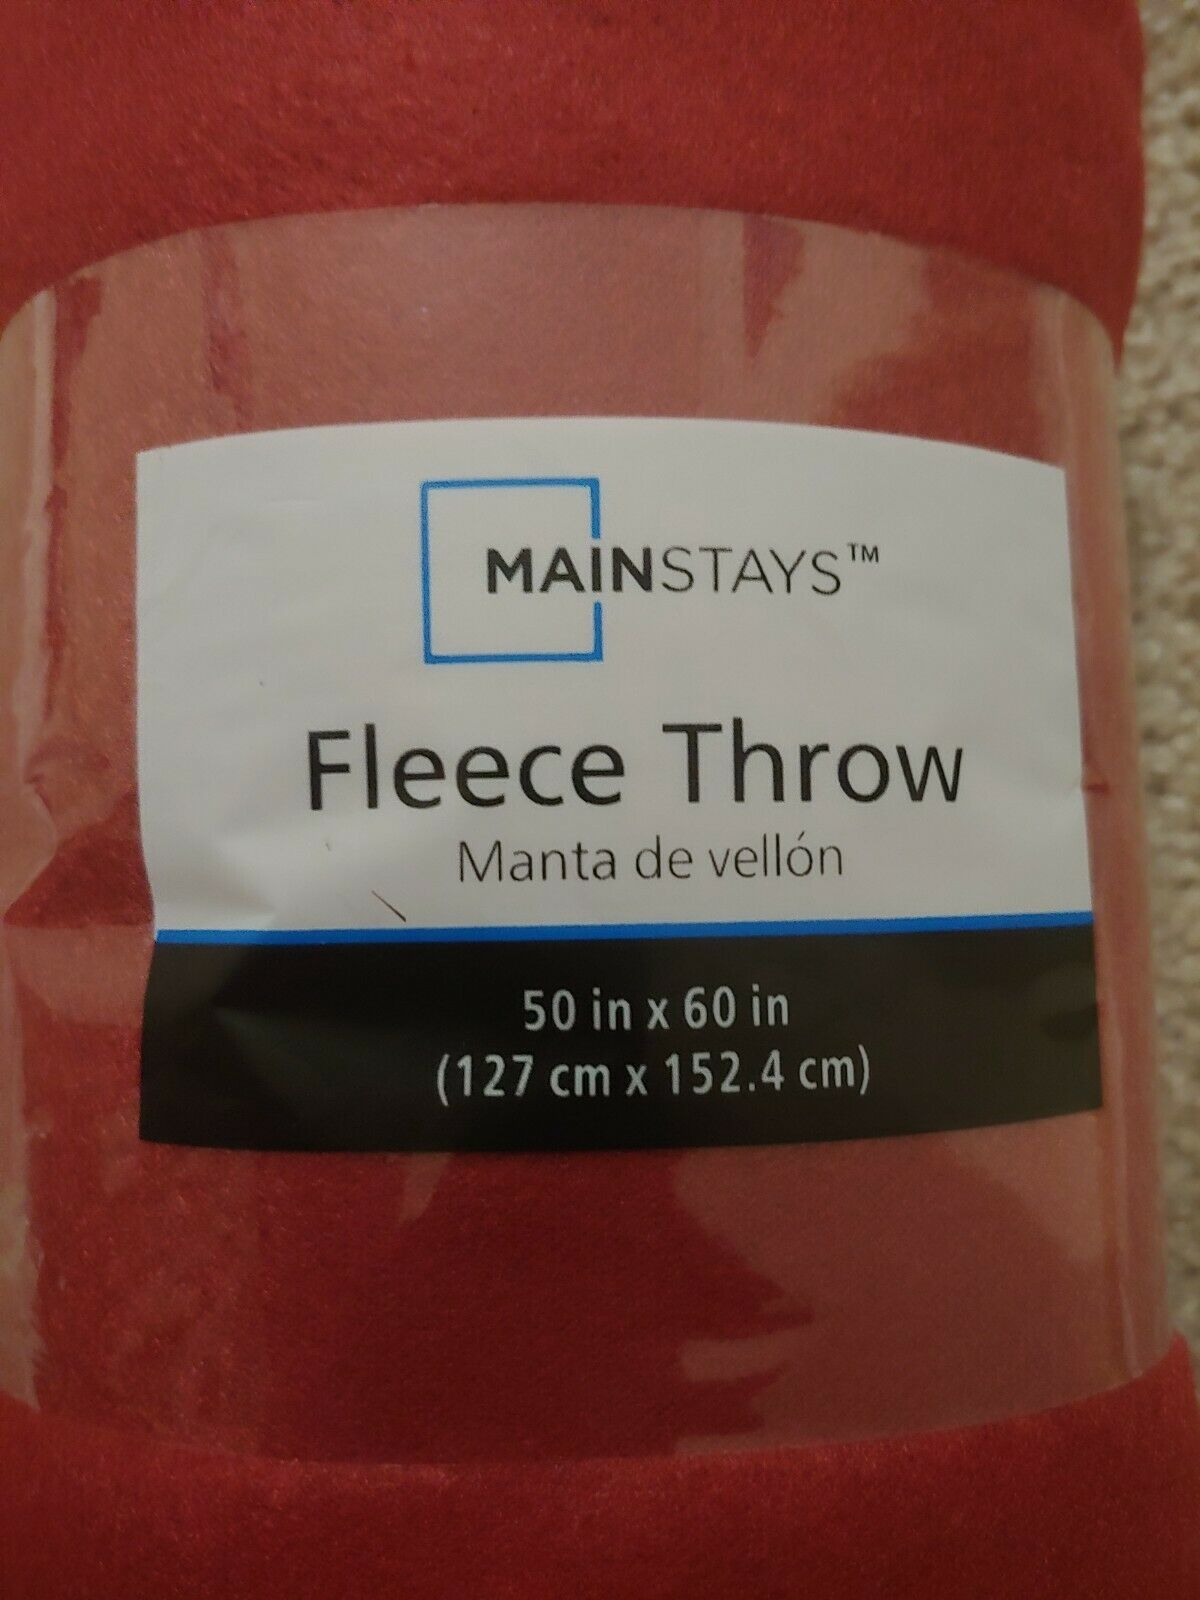 MAINSTAYS™
Fleece Throw
Manta de vellón
50 in x 60 in
(127 cm x 152.4 cm)